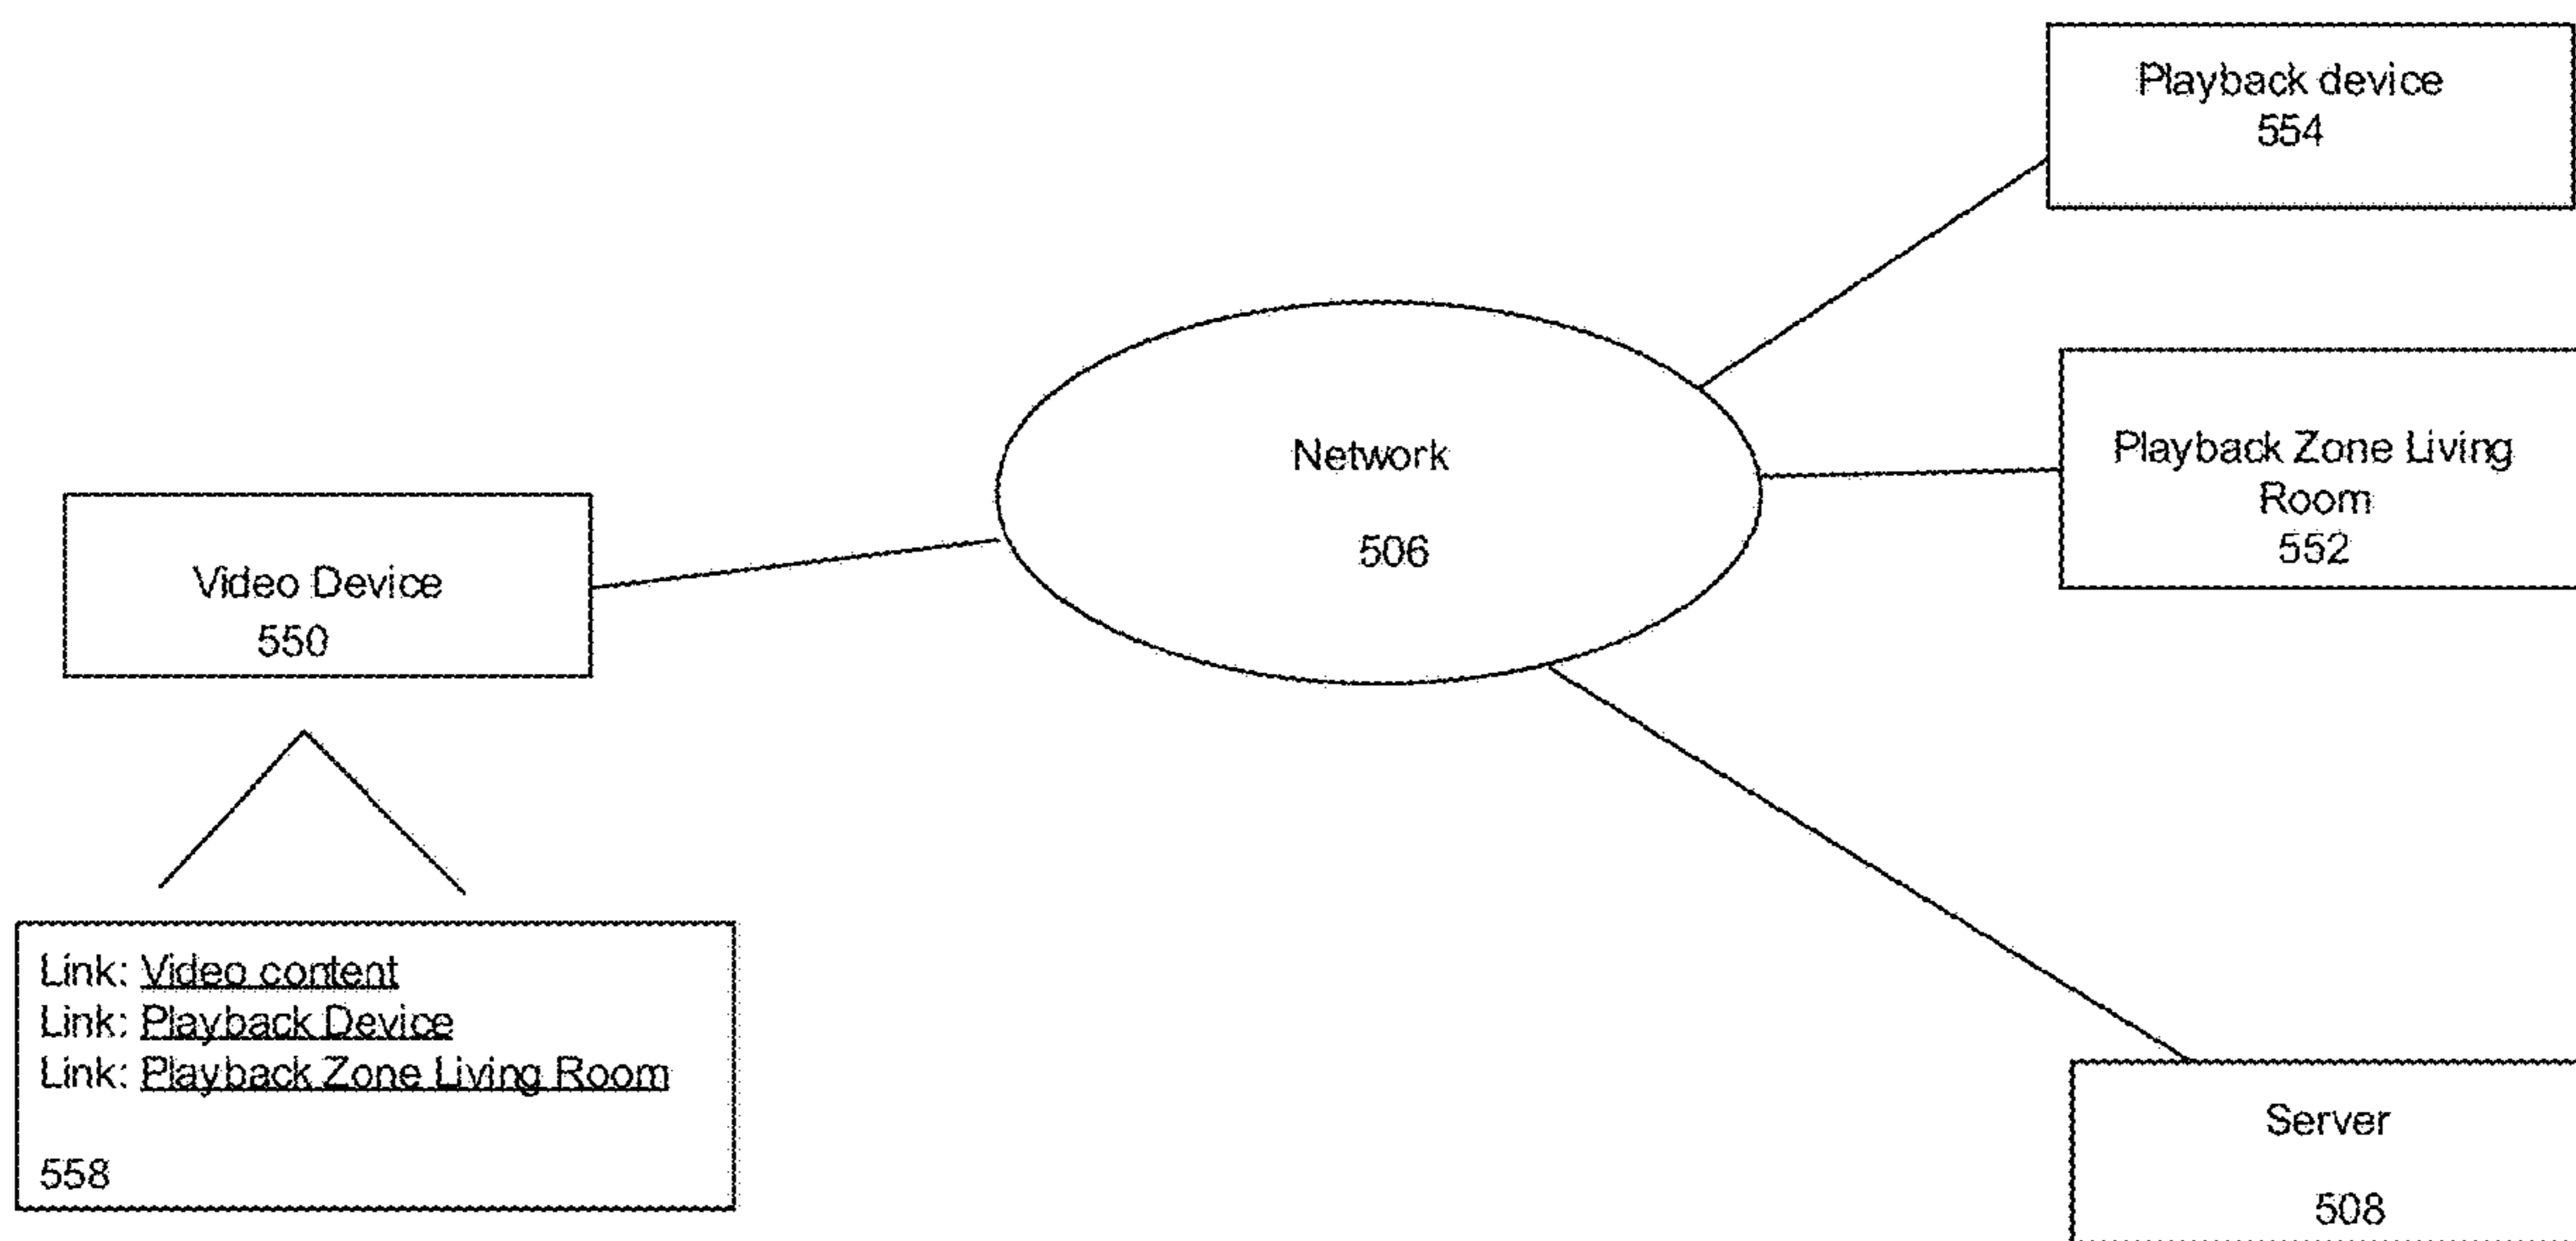 Playback device
554
Network
506
Playback Zone Living
Room
552
Video Device
550
Link: Video content
Link: Playback Device
Link: Playback Zone Living Room
558
Server
508